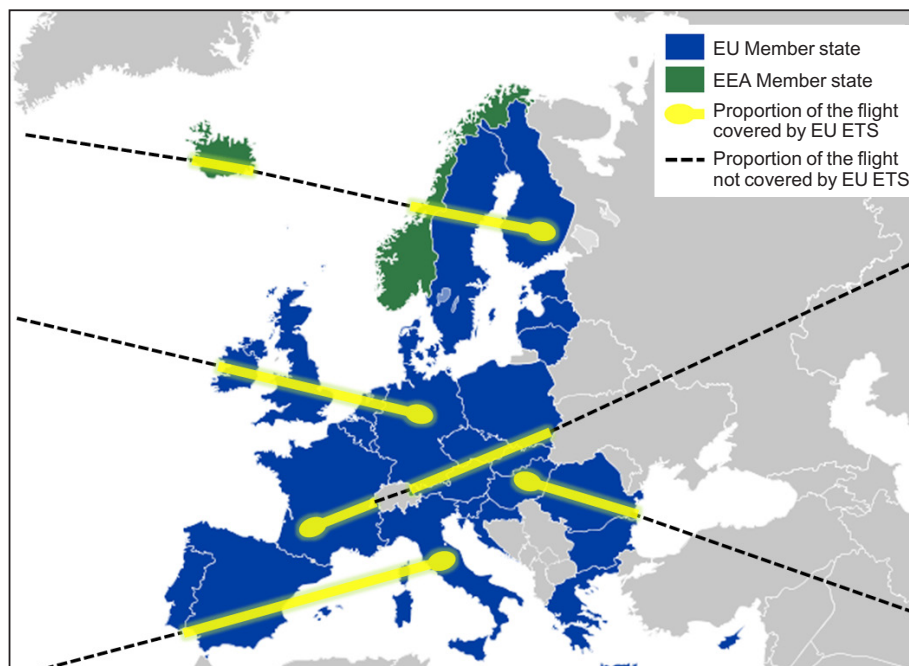 EU Member state
EEA Member state
Proportion of the flight
covered by EU ETS
Proportion of the flight
not covered by EU ETS